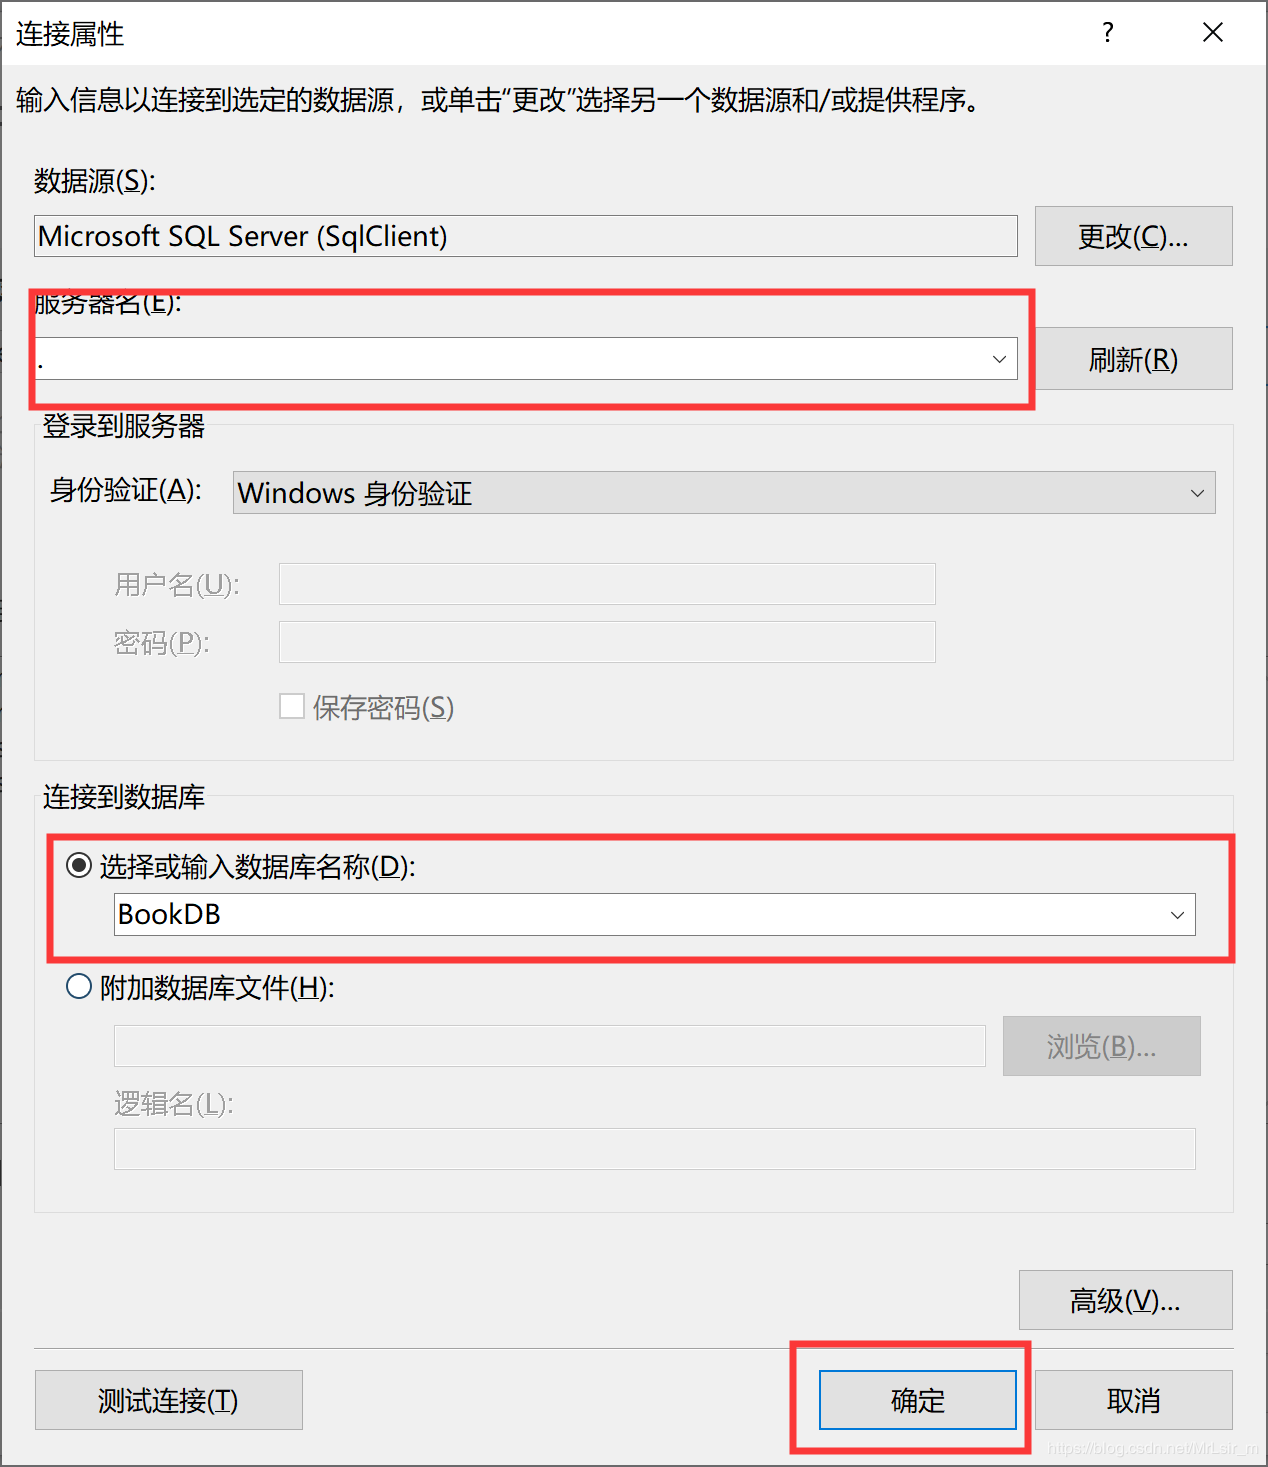 连接属性
?
输入信息以连接到选定的数据源，或单击“更改”选择另一个数据源和/或提供程序。
数据源(S):
Microsoft SQL Server (SqlClient)
更改(C)...
服务器名(E):
.
刷新(R)
登录到服务器
身份验证(A):
Windows 身份验证
用户名(U):
密码(P):
保存密码(S)
连接到数据库
选择或输入数据库名称(D):
BookDB
附加数据库文件(H):
浏览(B)...
逻辑名(L):
高级(V)...
测试连接(T)
确定
取消
https://blog.csdn.net/MrLsir_m